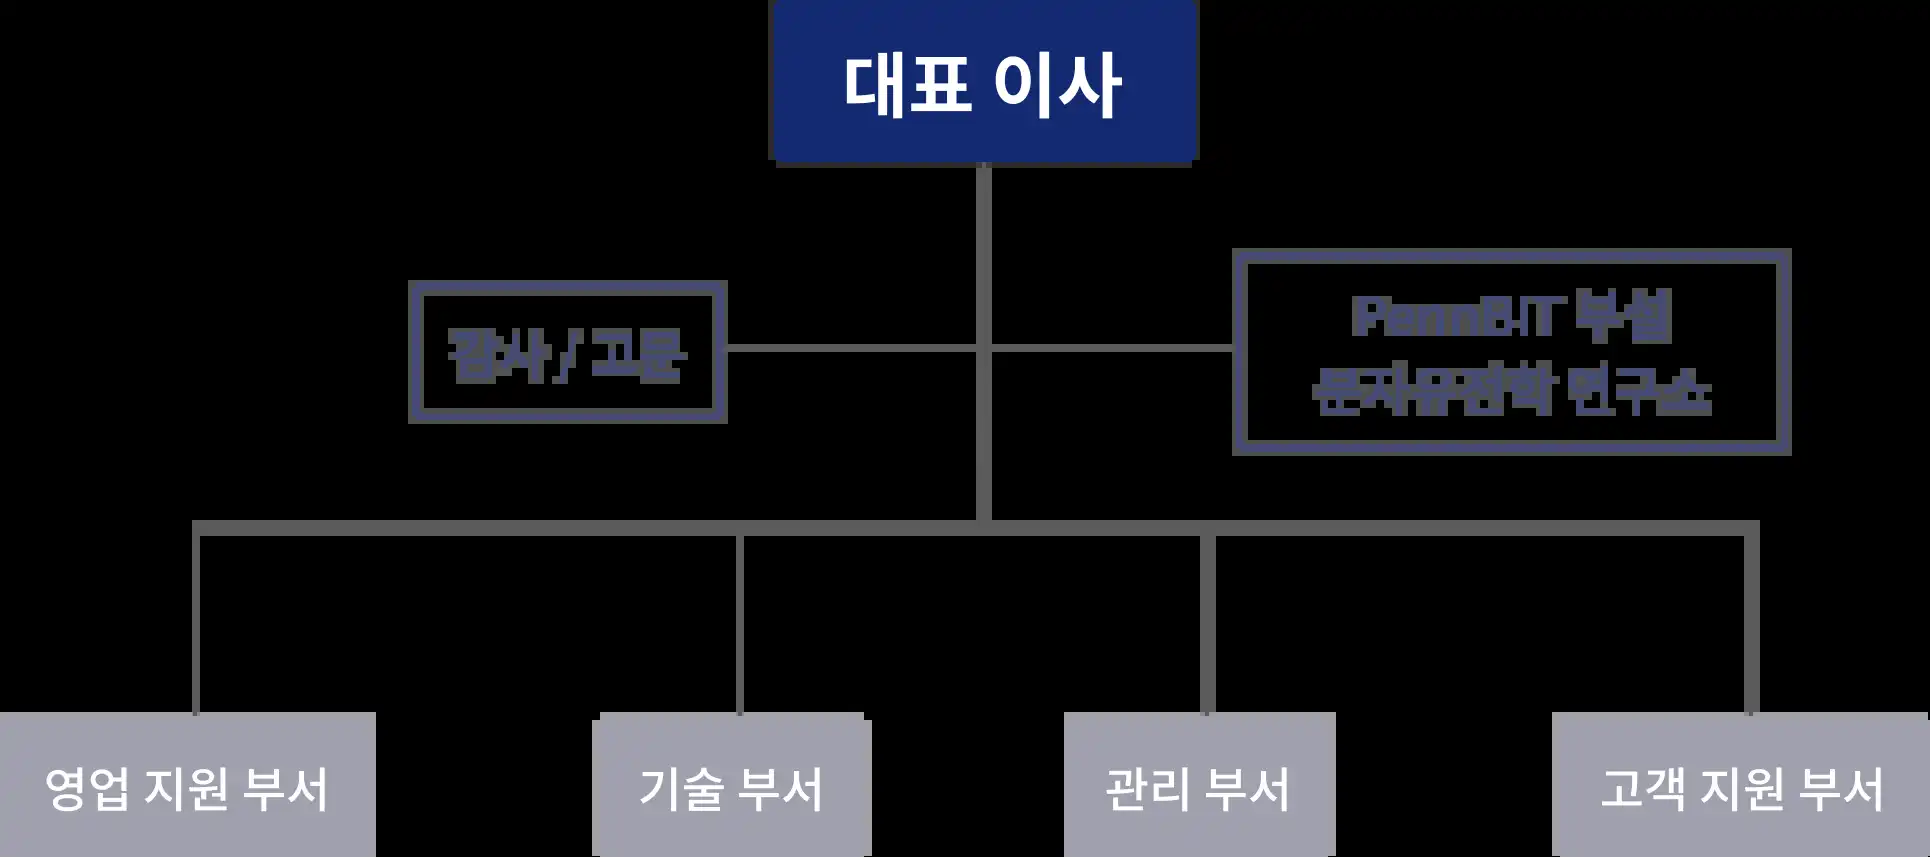 대표 이사
감사 / 고문
PennBIT 부설
분자유전학 연구소
영업 지원 부서
기술 부서
관리 부서
고객 지원 부서